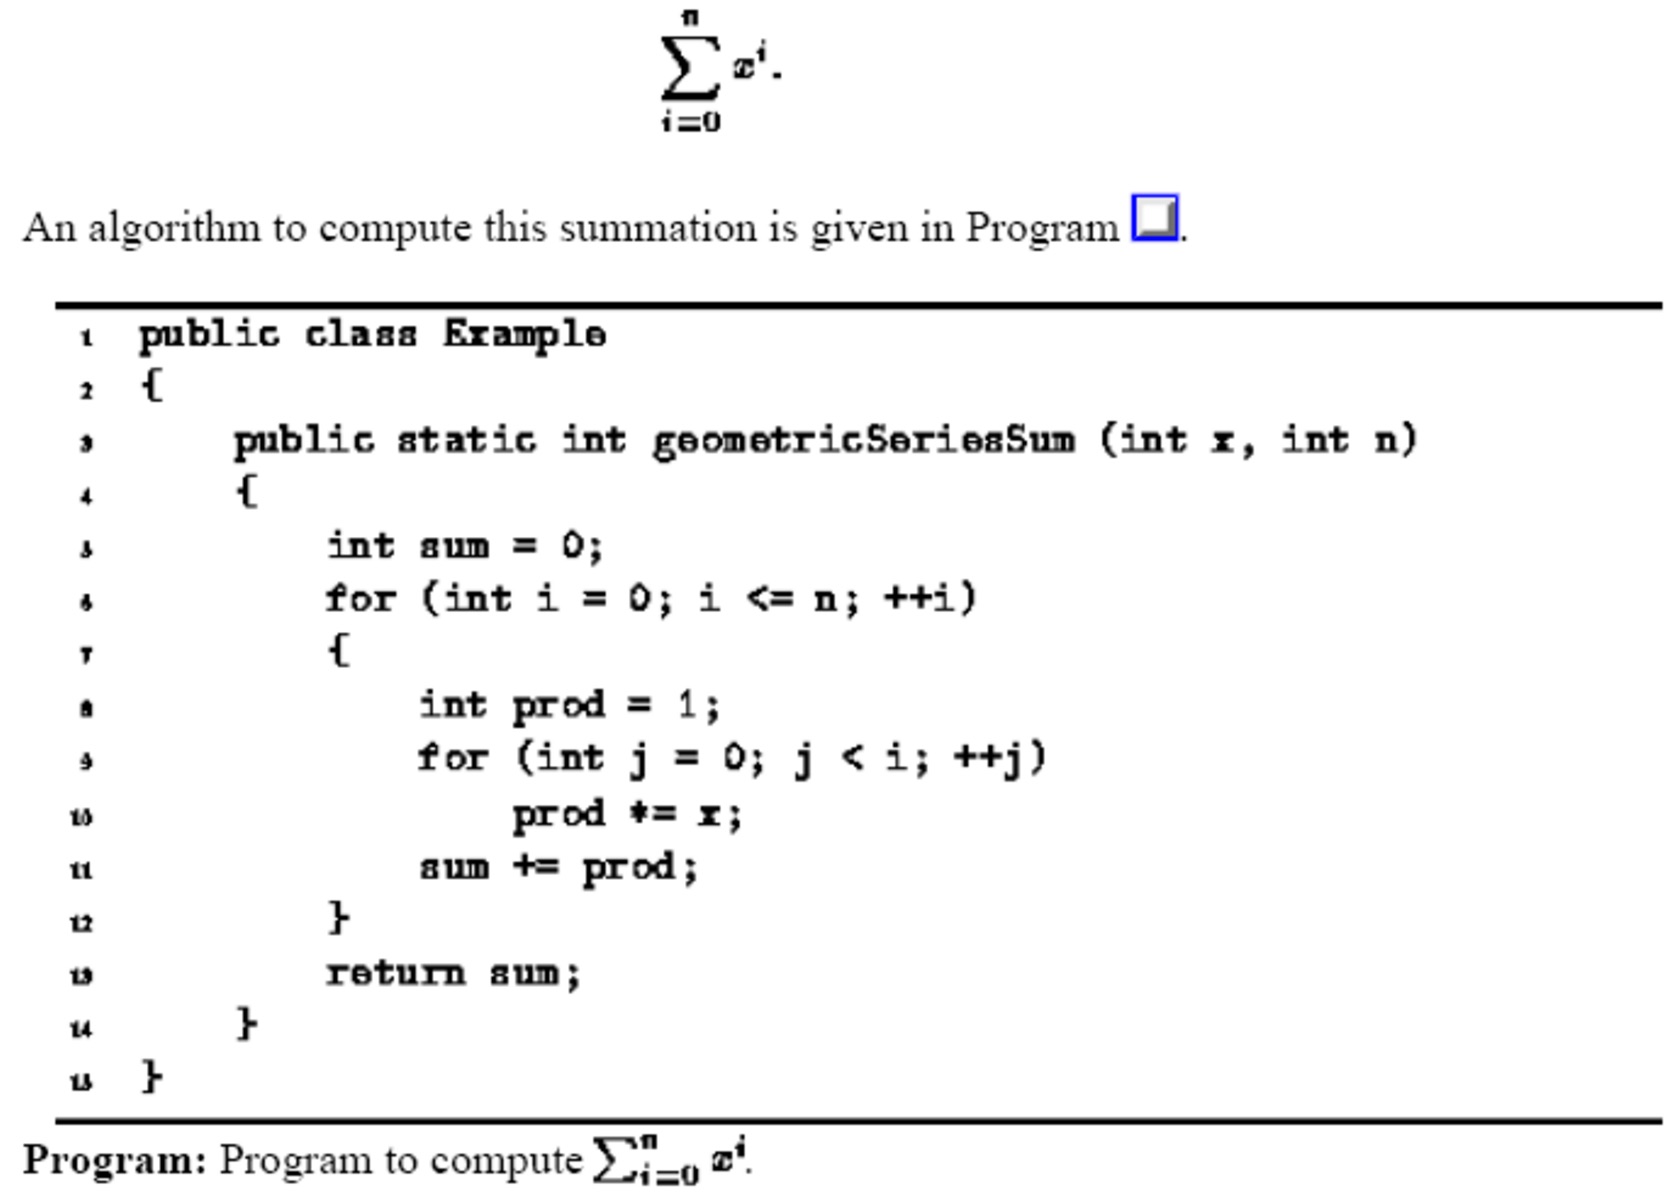 n
∑ xⁱ.
i=0
An algorithm to compute this summation is given in Program .
1 public class Example
2 {
3 public static int geometricSeriesSum (int x, int n)
4 {
5 int sum = 0;
6 for (int i = 0; i <= n; ++i)
7 {
8 int prod = 1;
9 for (int j = 0; j < i; ++j)
10 prod *= x;
11 sum += prod;
12 }
13 return sum;
14 }
15 }
Program: Program to compute ∑ⁿᵢ₌₀ xⁱ.